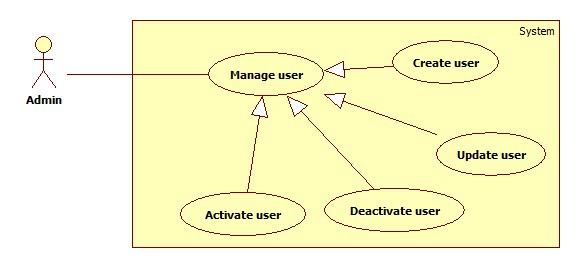 System
Manage user
Create user
Admin
Update user
Activate user
Deactivate user